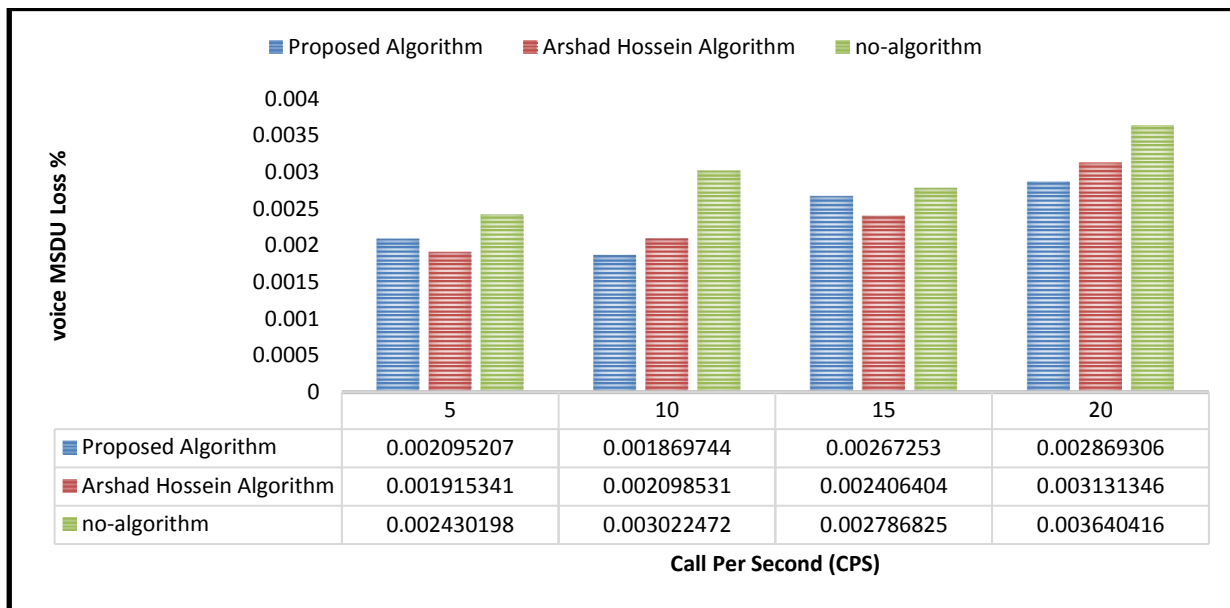 Proposed Algorithm Arshad Hossein Algorithm no-algorithm
0.004
0.0035
0.003
0.0025
0.002
0.0015
0.001
0.0005
0
voice MSDU Loss %
5 10 15 20
Proposed Algorithm 0.002095207 0.001869744 0.00267253 0.002869306
Arshad Hossein Algorithm 0.001915341 0.002098531 0.002406404 0.003131346
no-algorithm 0.002430198 0.003022472 0.002786825 0.003640416
Call Per Second (CPS)